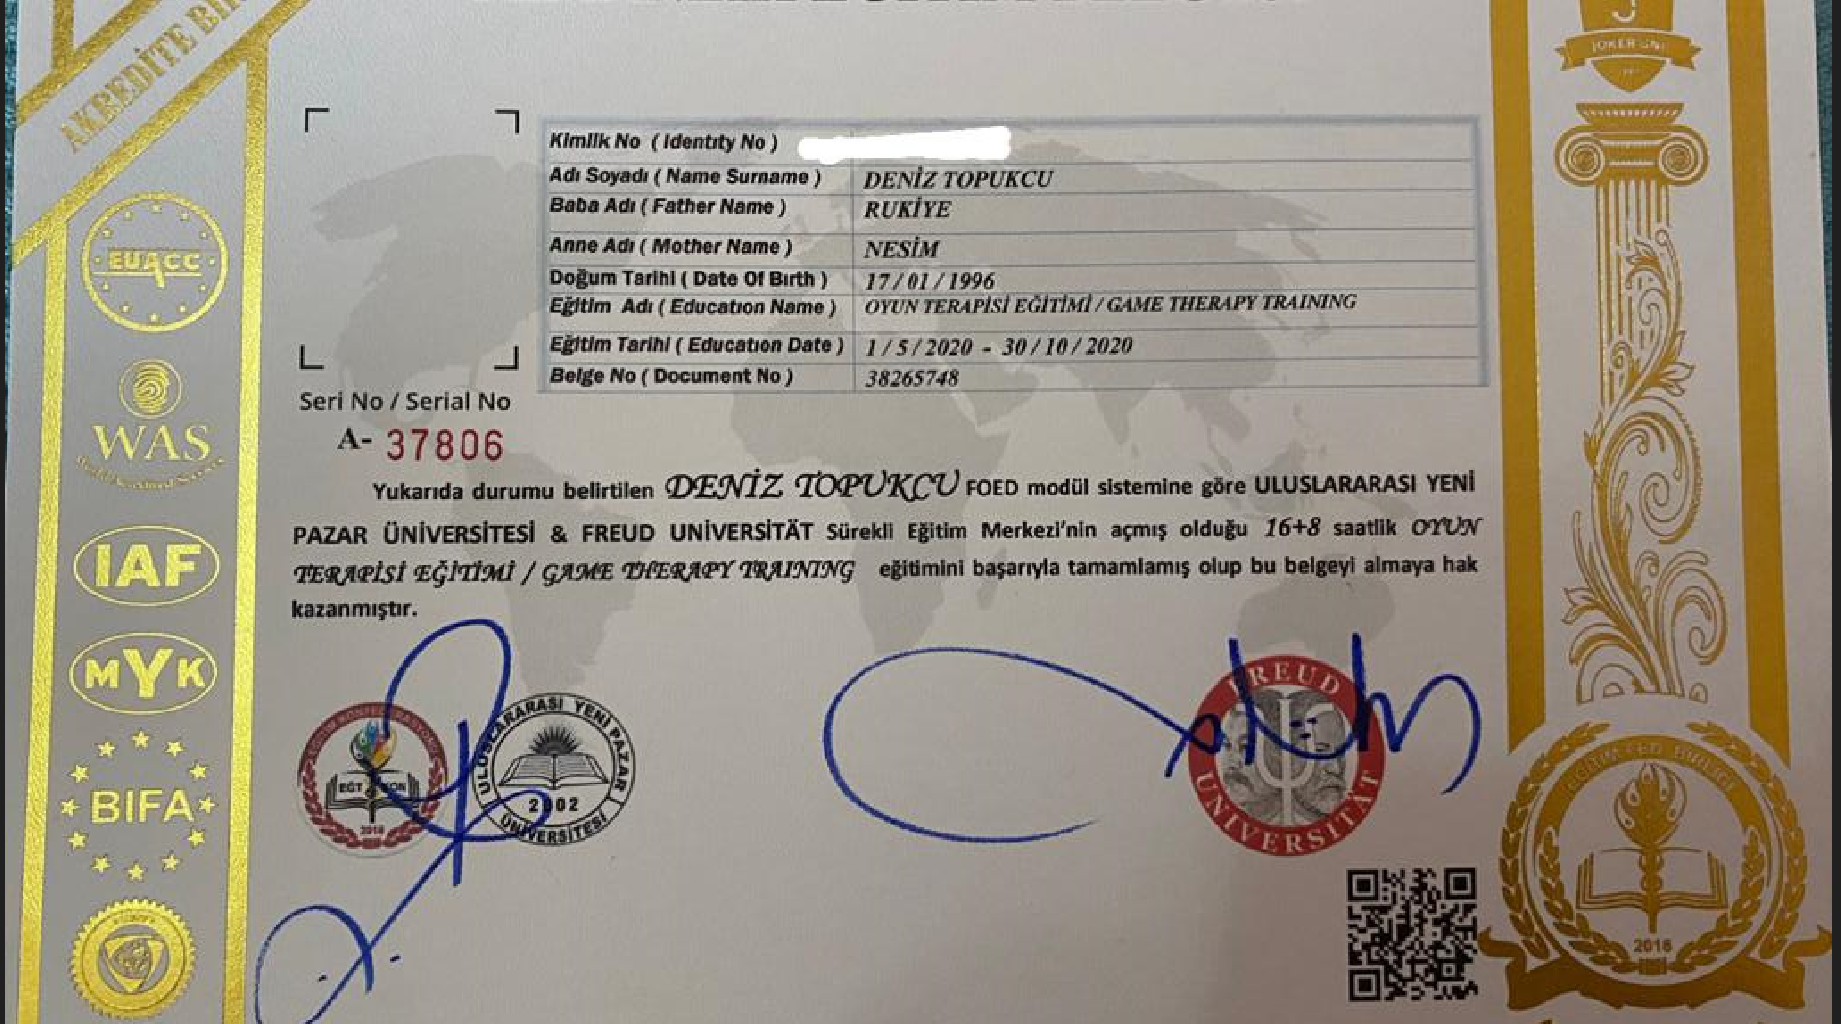 AKREDİTE BİR
JOKER UNI
Kimlik No ( Identity No )
Adı Soyadı ( Name Surname ) DENİZ TOPUKCU
Baba Adı ( Father Name ) RUKİYE
Anne Adı ( Mother Name ) NESİM
Doğum Tarihi ( Date Of Birth ) 17 / 01 / 1996
Eğitim Adı ( Education Name ) OYUN TERAPİSİ EĞİTİMİ / GAME THERAPY TRAINING
Eğitim Tarihi ( Education Date ) 1 / 5 / 2020 - 30 / 10 / 2020
Belge No ( Document No ) 38265748
Seri No / Serial No
A- 37806
Yukarıda durumu belirtilen DENİZ TOPUKCU FOED modül sistemine göre ULUSLARARASI YENİ
PAZAR ÜNİVERSİTESİ & FREUD UNİVERSİTÄT Sürekli Eğitim Merkezi'nin açmış olduğu 16+8 saatlik OYUN
TERAPİSİ EĞİTİMİ / GAME THERAPY TRAINING eğitimini başarıyla tamamlamış olup bu belgeyi almaya hak
kazanmıştır.
EUACC
WAS
IAF
MYK
BIFA
EĞT KON
2018
ULUSLARARASI YENİ PAZAR
2002
ÜNİVERSİTESİ
FREUD
UNIVERSITÄT
2018